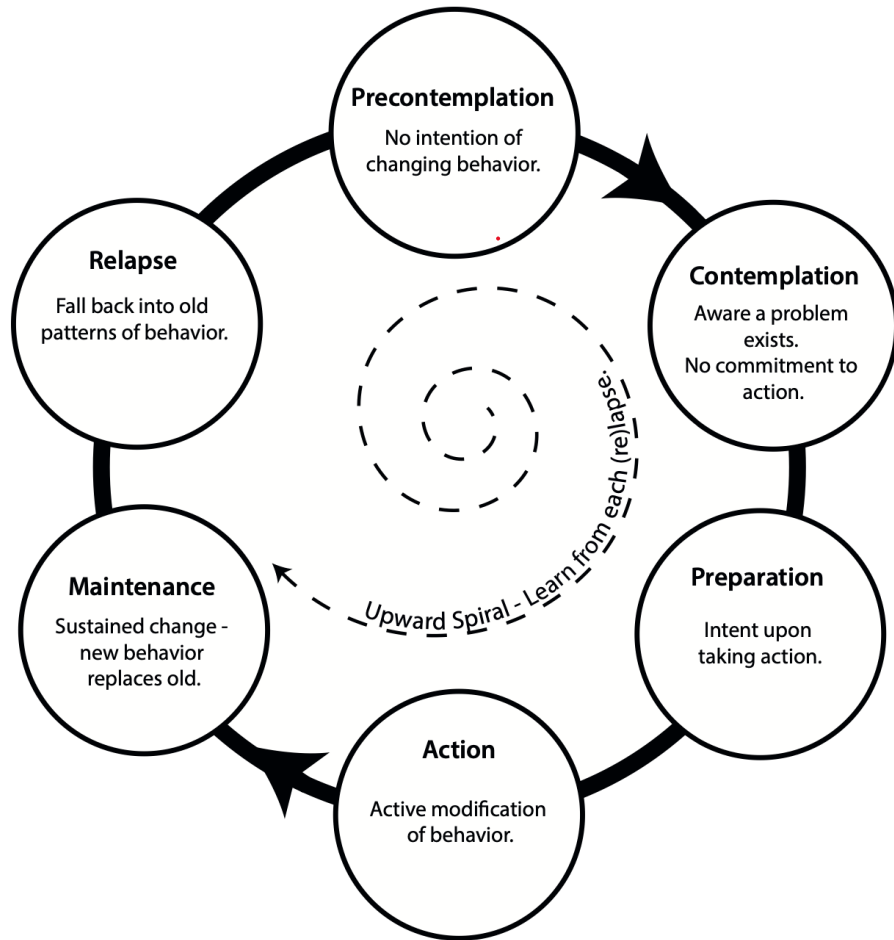 Precontemplation
No intention of
changing behavior.
Contemplation
Aware a problem
exists.
No commitment to
action.
Preparation
Intent upon
taking action.
Action
Active modification
of behavior.
Maintenance
Sustained change -
new behavior
replaces old.
Relapse
Fall back into old
patterns of behavior.
Upward Spiral - Learn from each (re)lapse.